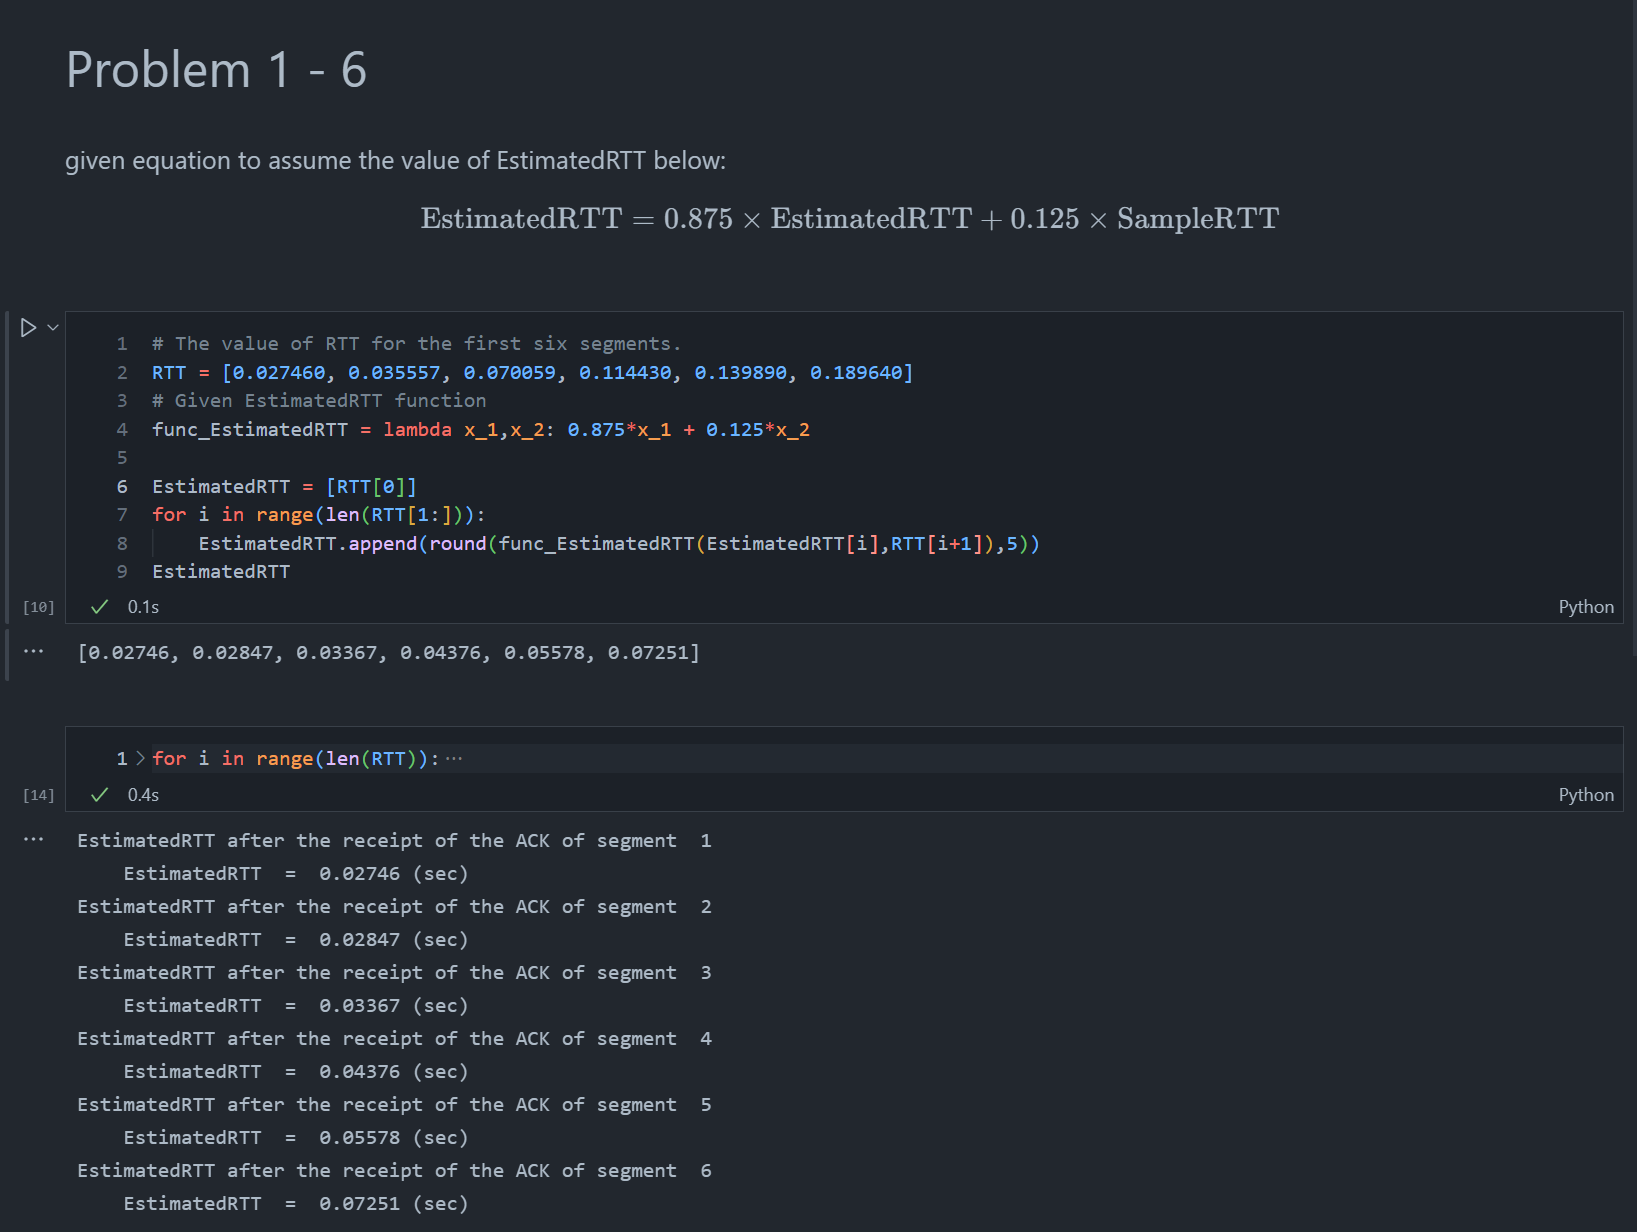 Problem 1 - 6
given equation to assume the value of EstimatedRTT below:
EstimatedRTT = 0.875 × EstimatedRTT + 0.125 × SampleRTT
1 # The value of RTT for the first six segments.
2 RTT = [0.027460, 0.035557, 0.070059, 0.114430, 0.139890, 0.189640]
3 # Given EstimatedRTT function
4 func_EstimatedRTT = lambda x_1,x_2: 0.875*x_1 + 0.125*x_2
5
6 EstimatedRTT = [RTT[0]]
7 for i in range(len(RTT[1:])):
8     EstimatedRTT.append(round(func_EstimatedRTT(EstimatedRTT[i],RTT[i+1]),5))
9 EstimatedRTT
[10] ✓ 0.1s Python
··· [0.02746, 0.02847, 0.03367, 0.04376, 0.05578, 0.07251]
1 > for i in range(len(RTT)):···
[14] ✓ 0.4s Python
··· EstimatedRTT after the receipt of the ACK of segment  1
    EstimatedRTT  =  0.02746 (sec)
EstimatedRTT after the receipt of the ACK of segment  2
    EstimatedRTT  =  0.02847 (sec)
EstimatedRTT after the receipt of the ACK of segment  3
    EstimatedRTT  =  0.03367 (sec)
EstimatedRTT after the receipt of the ACK of segment  4
    EstimatedRTT  =  0.04376 (sec)
EstimatedRTT after the receipt of the ACK of segment  5
    EstimatedRTT  =  0.05578 (sec)
EstimatedRTT after the receipt of the ACK of segment  6
    EstimatedRTT  =  0.07251 (sec)